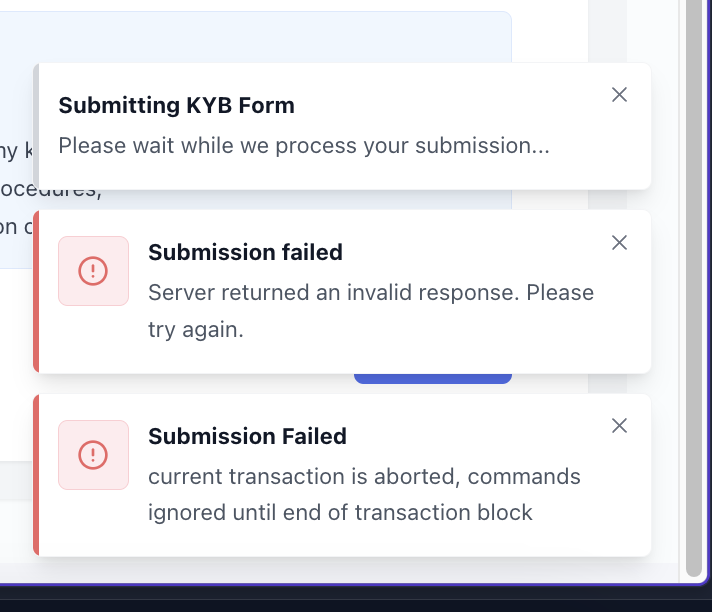 Submitting KYB Form
Please wait while we process your submission...
ny k
ocedures,
on
Submission failed
Server returned an invalid response. Please
try again.
Submission Failed
current transaction is aborted, commands
ignored until end of transaction block